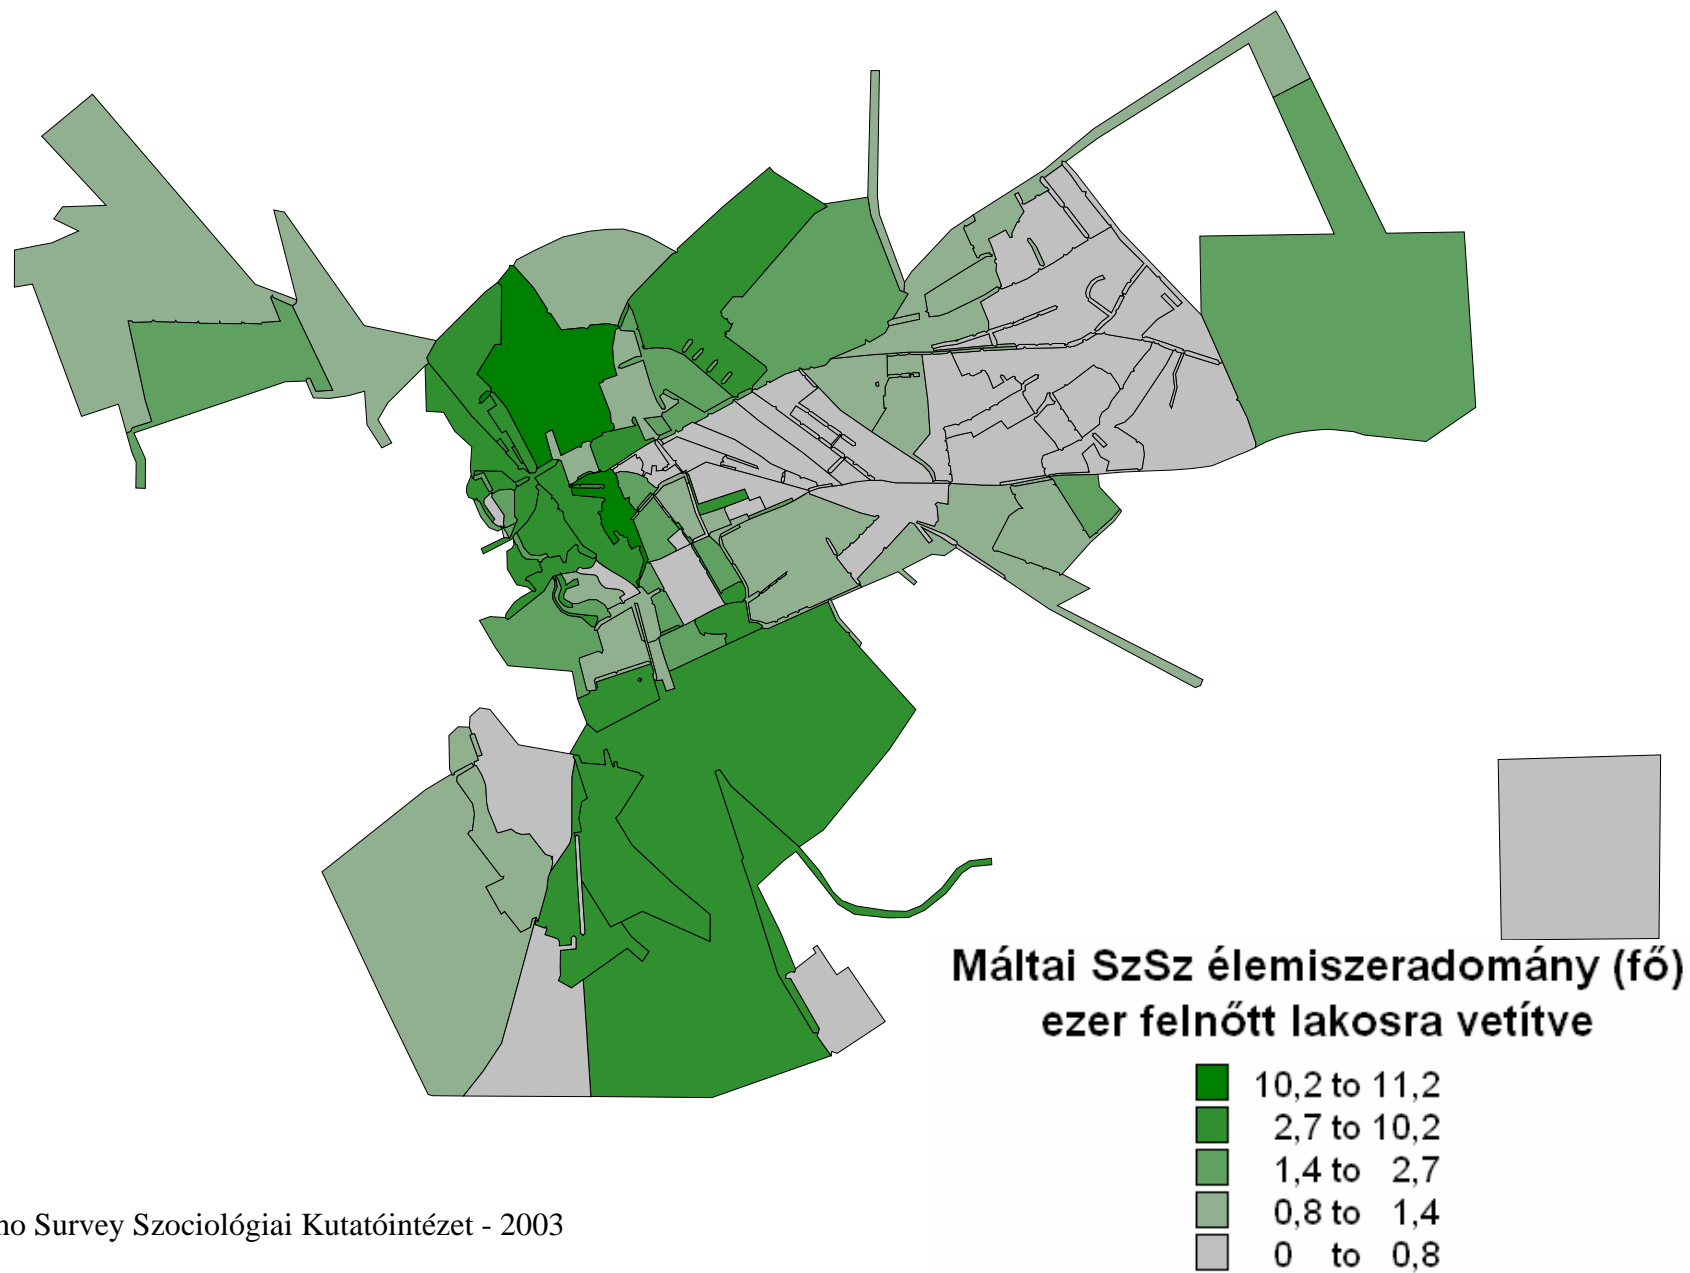 Máltai SzSz élemiszeradomány (fő)
ezer felnőtt lakosra vetítve
10,2 to 11,2
2,7 to 10,2
1,4 to 2,7
0,8 to 1,4
0 to 0,8
no Survey Szociológiai Kutatóintézet - 2003